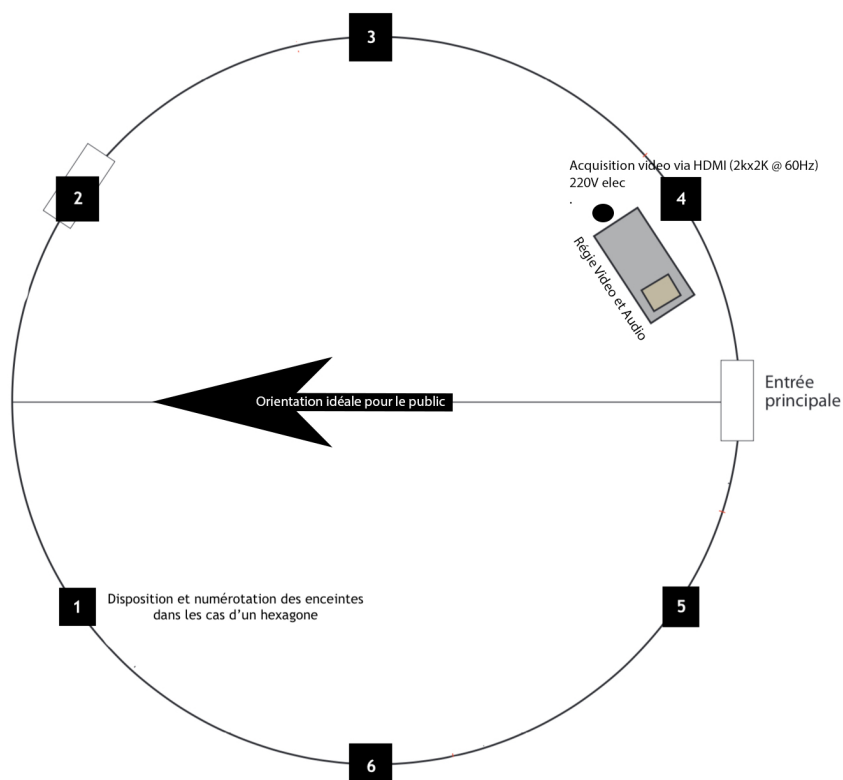 3
Acquisition video via HDMI (2kx2K @ 60Hz)
220V elec
.
2
4
Régie Video et Audio
Entrée
principale
Orientation idéale pour le public
1
Disposition et numérotation des enceintes
dans les cas d’un hexagone
5
6